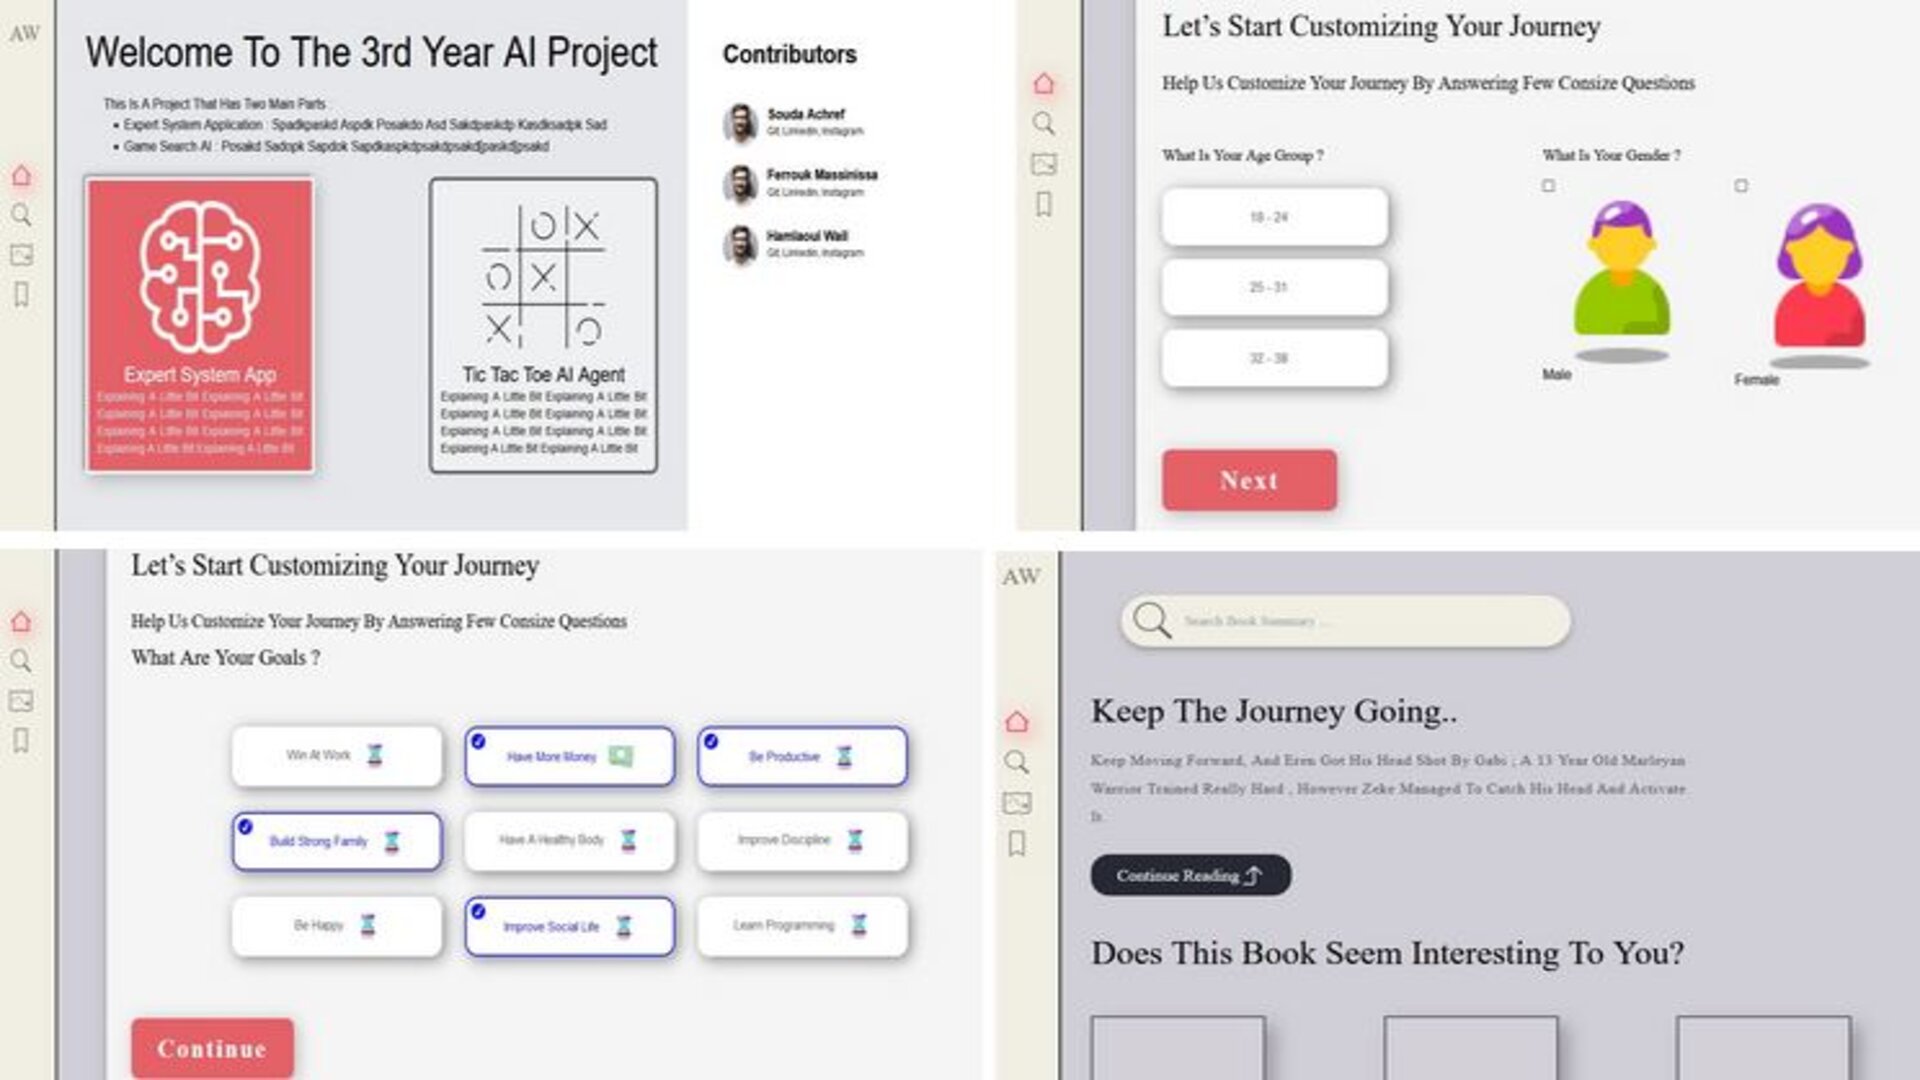 AW
Welcome To The 3rd Year AI Project
This Is A Project That Has Two Main Parts
Expert System Application : Spadkpaskd Aspdk Posakdo Asd Sakdpaskdp Kasdksadpk Sad
Game Search AI : Posakd Sadopk Sapdok
Expert System App
Explaining A Little Bit Explaining A Little Bit
Explaining A Little Bit Explaining A Little Bit
Explaining A Little Bit Explaining A Little Bit
Explaining A Little Bit Explaining A Little Bit
Tic Tac Toe AI Agent
Explaining A Little Bit Explaining A Little Bit
Explaining A Little Bit Explaining A Little Bit
Explaining A Little Bit Explaining A Little Bit
Explaining A Little Bit Explaining A Little Bit
Contributors
Souda Achref
Git, Linkedin, Instagram
Ferrouk Massinissa
Git, Linkedin, Instagram
Hamlaoui Wail
Git, Linkedin, Instagram
Let's Start Customizing Your Journey
Help Us Customize Your Journey By Answering Few Consize Questions
What Is Your Age Group ?
18 - 24
25 - 31
32 - 38
What Is Your Gender ?
Male
Female
Next
Let's Start Customizing Your Journey
Help Us Customize Your Journey By Answering Few Consize Questions
What Are Your Goals ?
Win At Work
Have More Money
Be Productive
Build Strong Family
Have A Healthy Body
Improve Discipline
Be Happy
Improve Social Life
Learn Programming
Continue
AW
Search Book Summary ...
Keep The Journey Going..
Keep Moving Forward, And Eren Got His Head Shot By Gabi ; A 13 Year Old Marleyan
Warrior Trained Really Hard , However Zeke Managed To Catch His Head And Activate
It.
Continue Reading
Does This Book Seem Interesting To You?